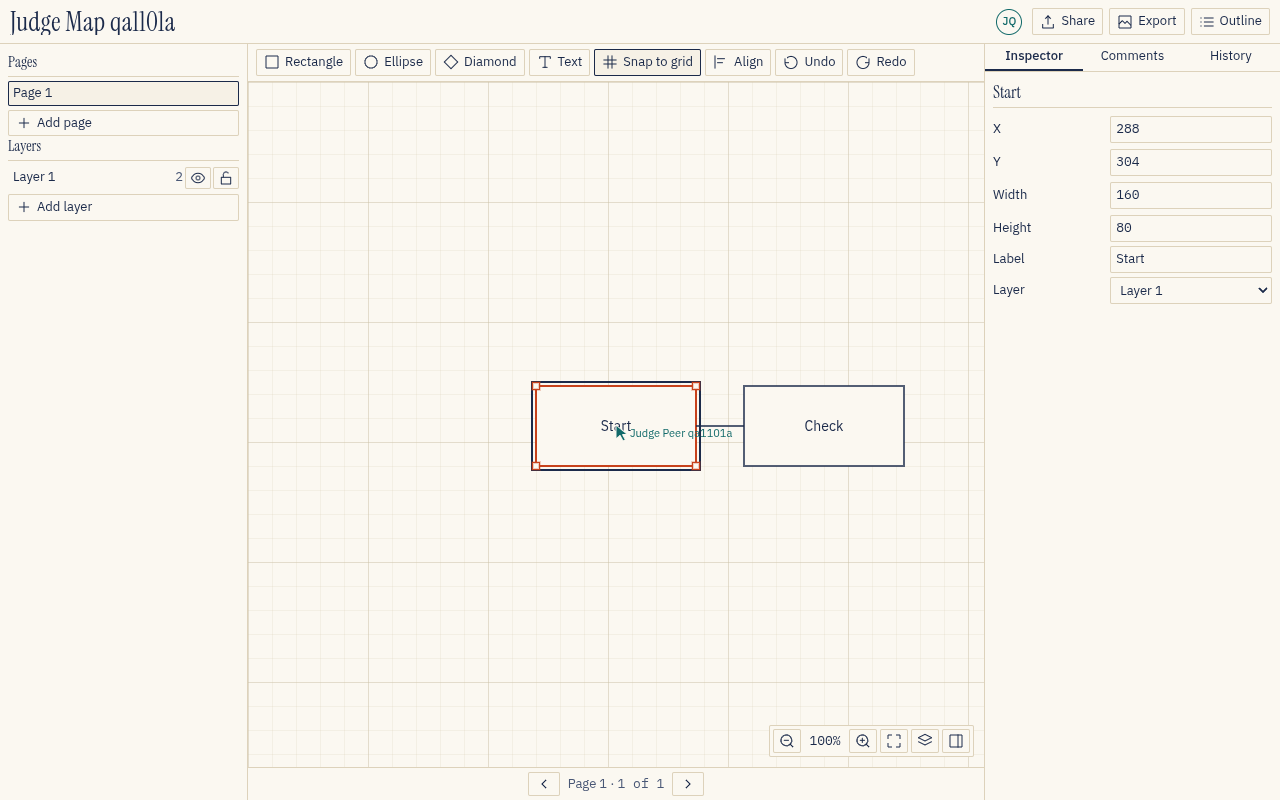 Judge Map qa1101a
JQ
Share
Export
Outline
Pages
Page 1
Add page
Layers
Layer 1
2
Add layer
Rectangle
Ellipse
Diamond
Text
Snap to grid
Align
Undo
Redo
Start
Judge Peer qa1101a
Check
100%
Page 1 · 1 of 1
Inspector
Comments
History
Start
X
288
Y
304
Width
160
Height
80
Label
Start
Layer
Layer 1